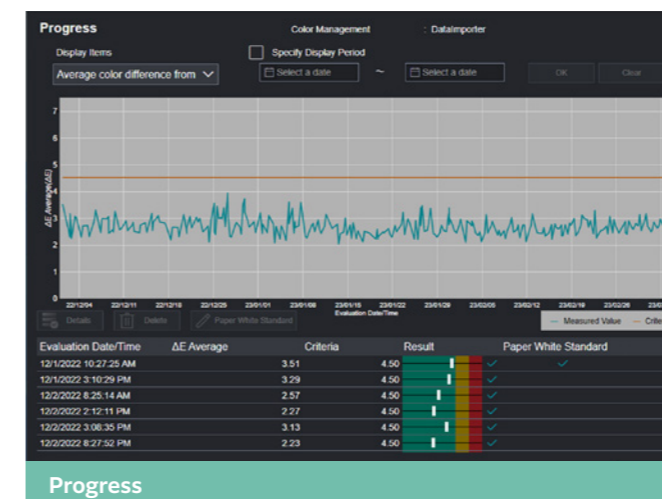 Progress
Color Management : DataImporter
Display Items Specify Display Period
Average color difference from Select a date ~ Select a date OK Clear
7
6
5
4
3
2
1
0
ΔE Average(ΔE)
22/12/04 22/12/11 22/12/18 22/12/25 23/01/01 23/01/08 23/01/15 23/01/22 23/01/29 23/02/05 23/02/12 23/02/19 23/02/26
Evaluation Date/Time
Details Delete Paper White Standard Measured Value
Evaluation Date/Time ΔE Average Criteria Result Paper White Standard
12/1/2022 10:27:25 AM 3.51 4.50
12/1/2022 3:10:29 PM 3.29 4.50
12/2/2022 8:25:14 AM 2.57 4.50
12/2/2022 2:12:11 PM 2.27 4.50
12/2/2022 3:08:35 PM 3.13 4.50
12/2/2022 8:27:52 PM 2.23 4.50
Progress